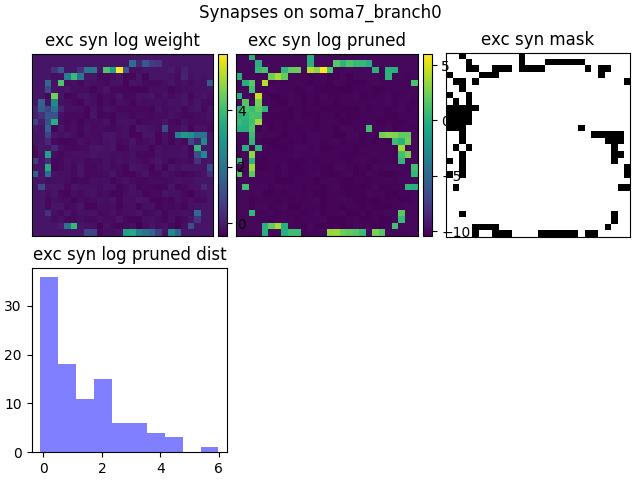 Synapses on soma7_branch0
exc syn log weight
exc syn log pruned
exc syn mask
4
0
5
0
−5
−10
exc syn log pruned dist
30
20
10
0
0
2
4
6